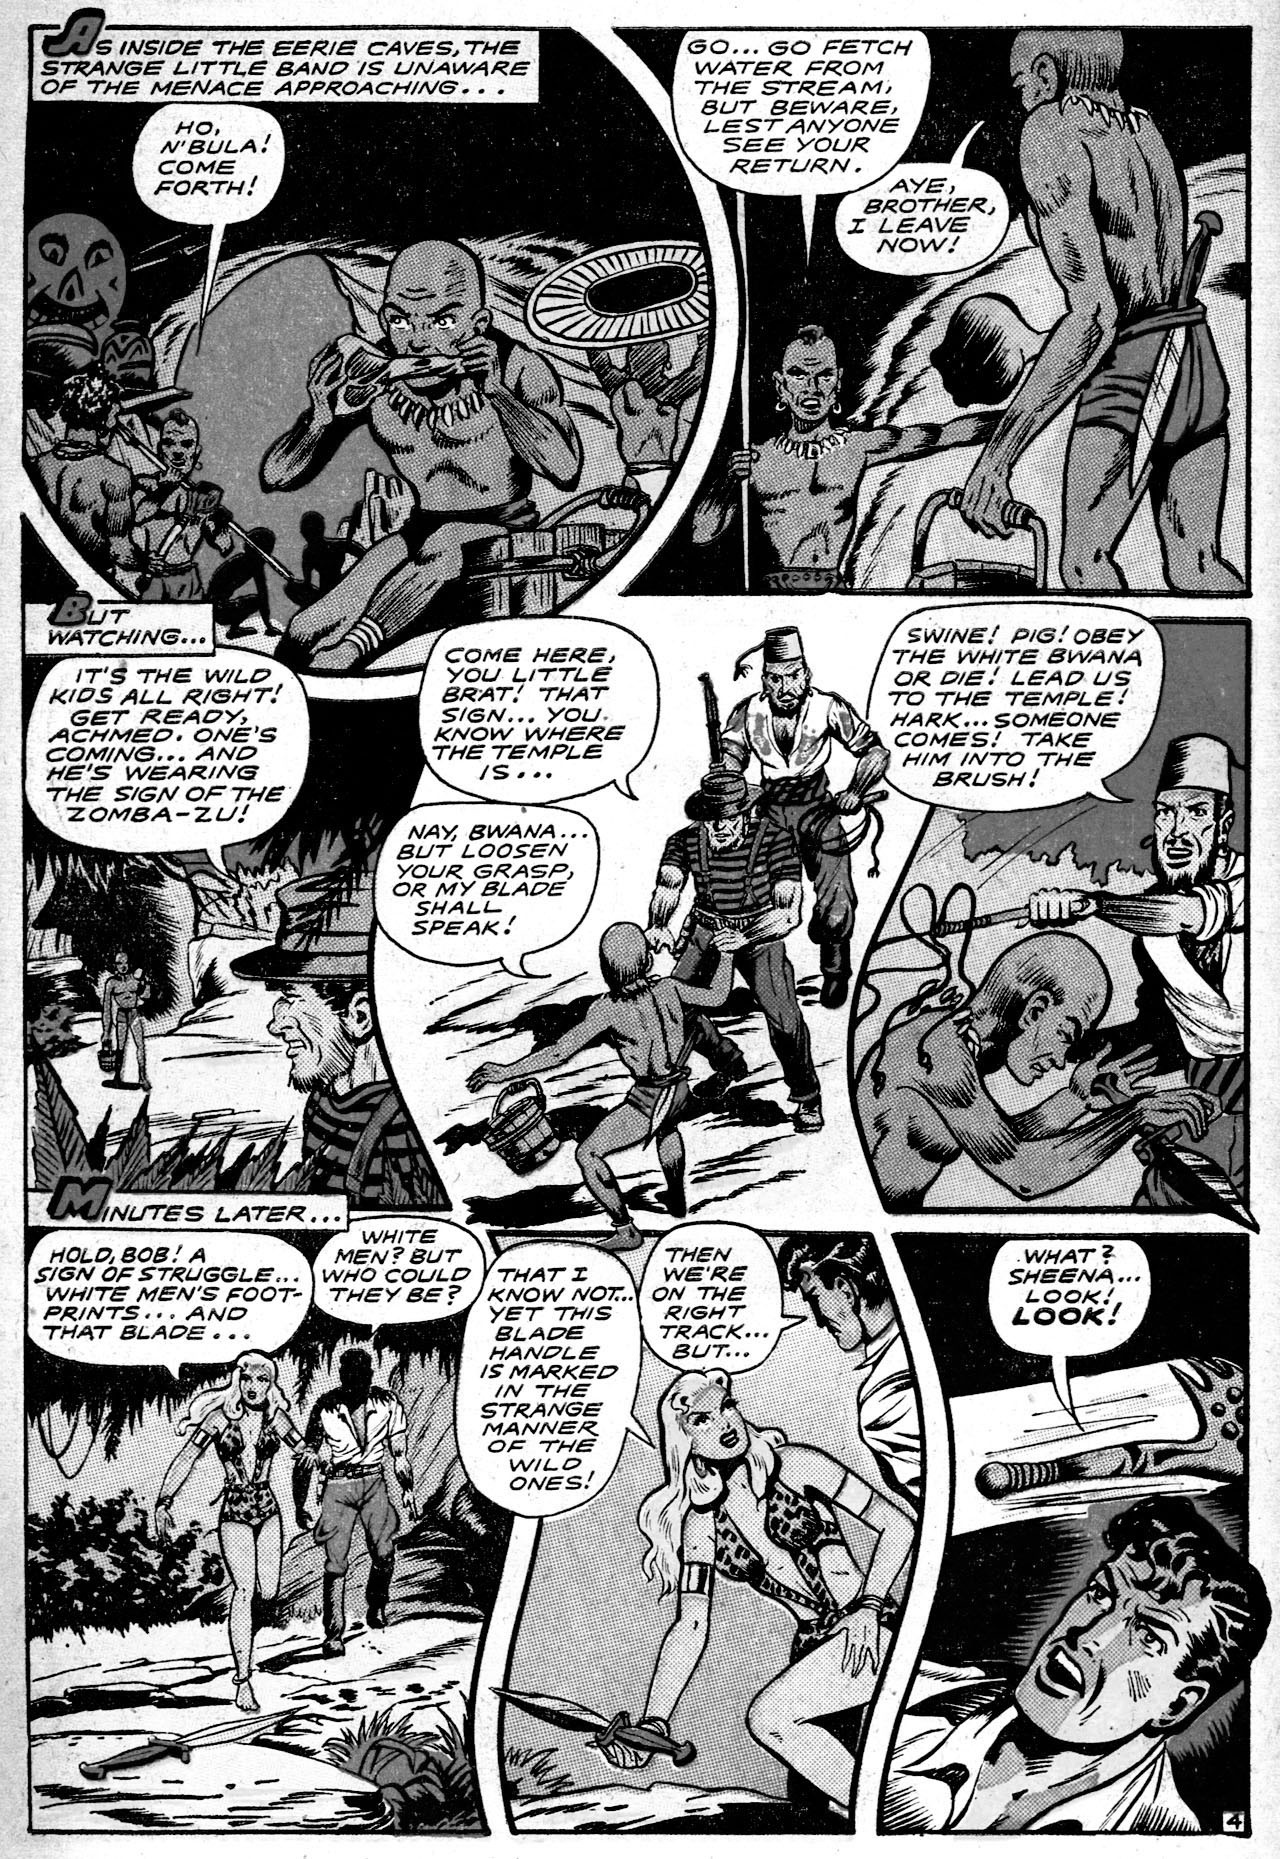 AS INSIDE THE EERIE CAVES, THE
STRANGE LITTLE BAND IS UNAWARE
OF THE MENACE APPROACHING...
HO,
N'BULA!
COME
FORTH!
GO... GO FETCH
WATER FROM
THE STREAM,
BUT BEWARE,
LEST ANYONE
SEE YOUR
RETURN.
AYE,
BROTHER,
I LEAVE
NOW!
BUT
WATCHING...
IT'S THE WILD
KIDS ALL RIGHT!
GET READY,
ACHMED. ONE'S
COMING... AND
HE'S WEARING
THE SIGN OF THE
ZOMBA-ZU!
COME HERE,
YOU LITTLE
BRAT! THAT
SIGN... YOU
KNOW WHERE
THE TEMPLE
IS...
NAY, BWANA...
BUT LOOSEN
YOUR GRASP,
OR MY BLADE
SHALL
SPEAK!
SWINE! PIG! OBEY
THE WHITE BWANA
OR DIE! LEAD US
TO THE TEMPLE!
HARK... SOMEONE
COMES! TAKE
HIM INTO THE
BRUSH!
MINUTES LATER...
HOLD, BOB! A
SIGN OF STRUGGLE...
WHITE MEN'S FOOT-
PRINTS... AND
THAT BLADE...
WHITE
MEN? BUT
WHO COULD
THEY BE?
THAT I
KNOW NOT...
YET THIS
BLADE
HANDLE
IS MARKED
IN THE
STRANGE
MANNER
OF THE
WILD
ONES!
THEN
WE'RE
ON THE
RIGHT
TRACK...
BUT...
WHAT?
SHEENA...
LOOK!
LOOK!
4